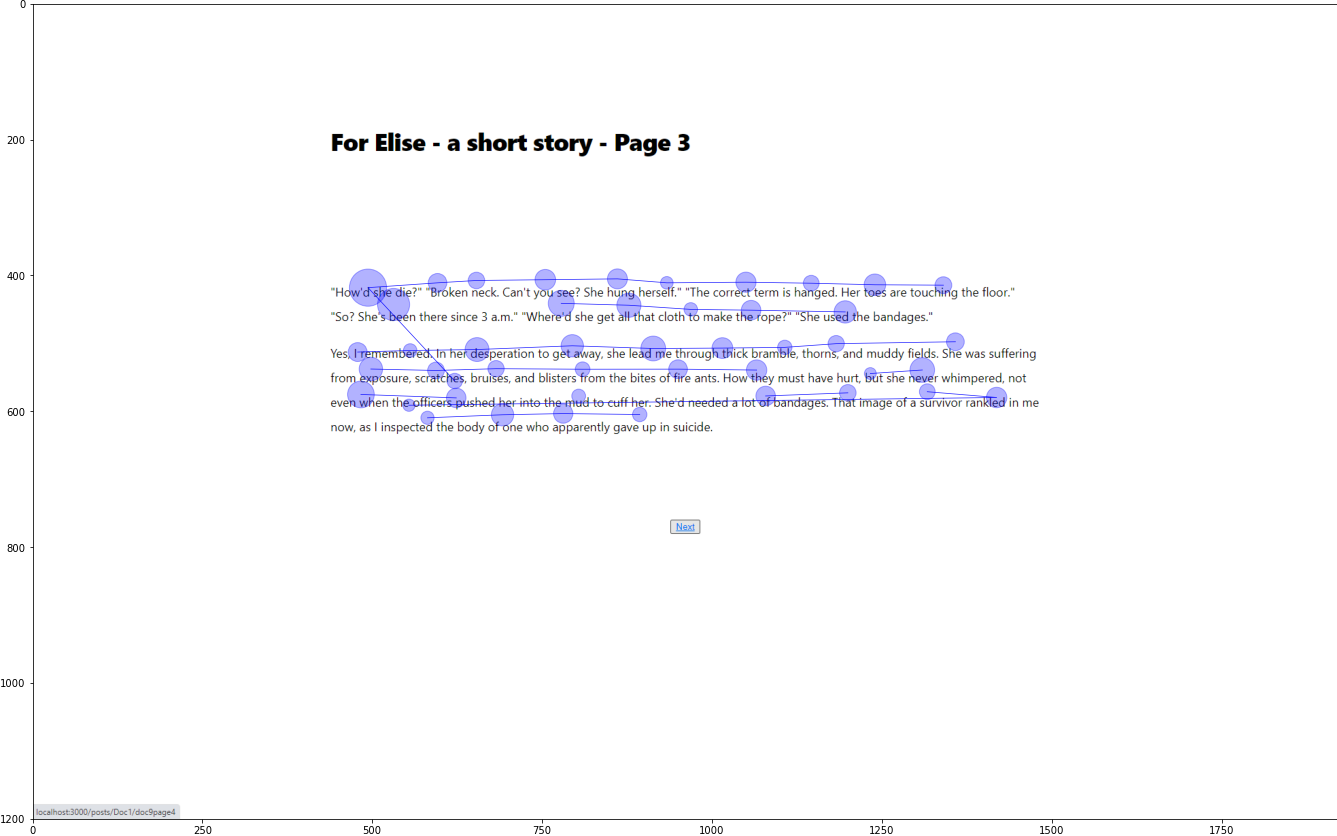 For Elise - a short story - Page 3
"How'd she die?" "Broken neck. Can't you see? She hung herself." "The correct term is hanged. Her toes are touching the floor."
"So? She's been there since 3 a.m." "Where'd she get all that cloth to make the rope?" "She used the bandages."
Yes, I remembered. In her desperation to get away, she lead me through thick bramble, thorns, and muddy fields. She was suffering
from exposure, scratches, bruises, and blisters from the bites of fire ants. How they must have hurt, but she never whimpered, not
even when the officers pushed her into the mud to cuff her. She'd needed a lot of bandages. That image of a survivor rankled in me
now, as I inspected the body of one who apparently gave up in suicide.
Next
localhost:3000/posts/Doc1/doc9page4
0
200
400
600
800
1000
1200
0 250 500 750 1000 1250 1500 1750